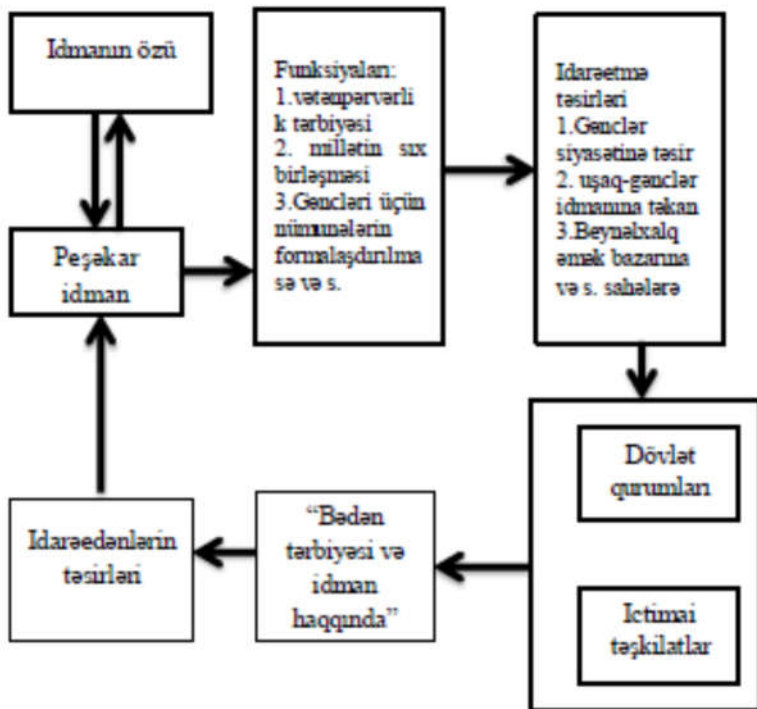 Idmanın özü
Peşəkar
idman
Funksiyaları:
1.vətənpərvərli
k tərbiyəsi
2. millətin sıx
birləşməsi
3.Gencləri üçün
nümunələrin
formalaşdırılma
sə və s.
Idarəetmə
təsirləri
1.Gənclər
siyasətinə təsir
2. uşaq-gənclər
idmanına təkan
3.Beynəlxalq
əmək bazarına
və s. sahələrə
Dövlət
qurumları
Ictimai
təşkilatlar
“Bədən
tərbiyəsi və
idman
haqqında”
Idarəedənlərin
təsirləri